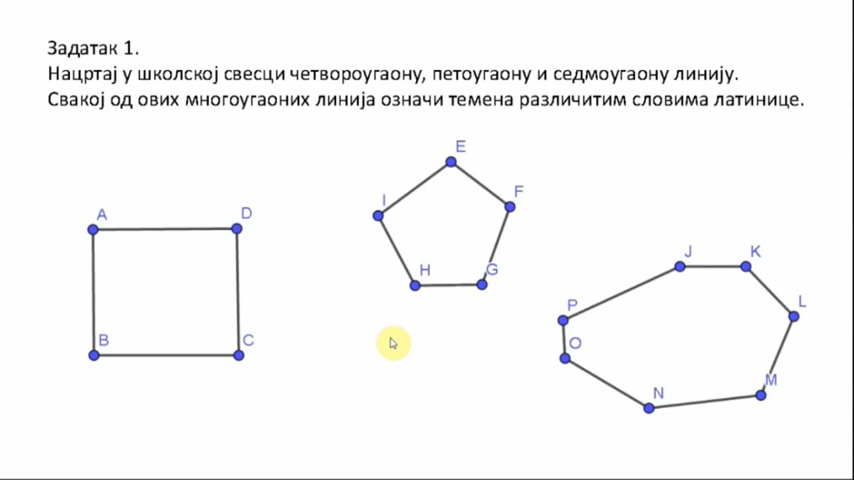 Задатак 1.
Нацртај у школској свесци четвороугаону, петоугаону и седмоугаону линију.
Свакој од ових многоугаоних линија означи темена различитим словима латинице.
E
I
F
A
D
H
G
J
K
P
L
B
C
O
M
N